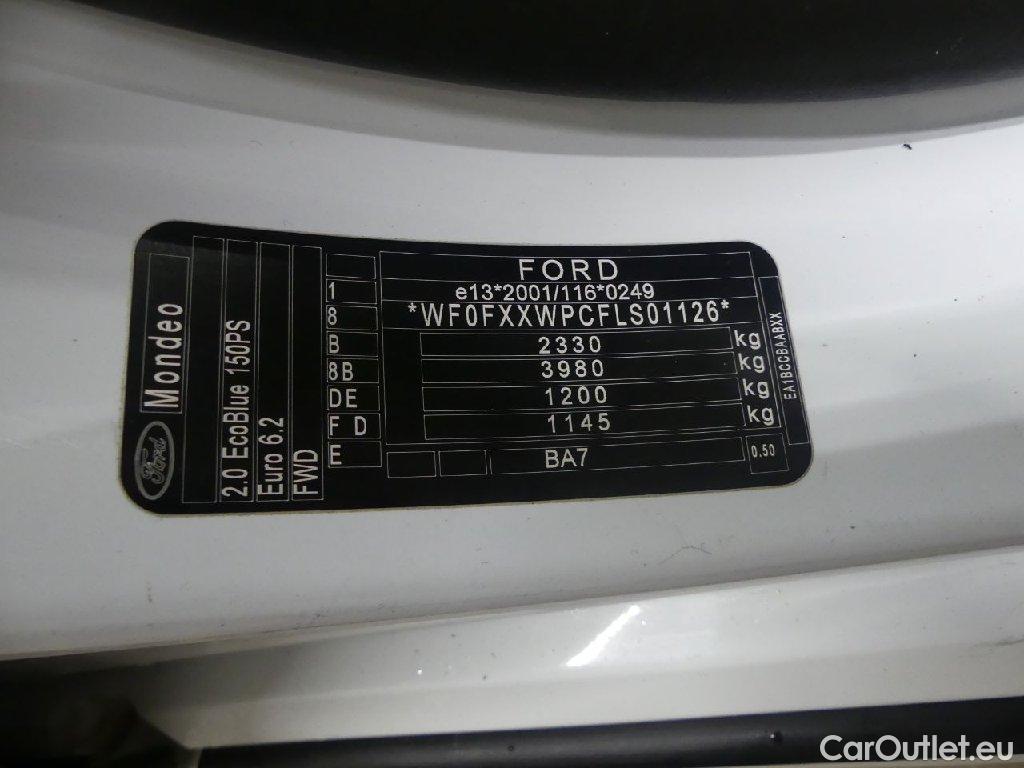 FORD
e13*2001/116*0249
*WF0FXXWPCFLS01126*
2330 kg
3980 kg
1200 kg
1145 kg
BA7
0.50
EA1BCCBAABXX
1
8
B
8B
DE
F D
E
Mondeo
Ford
2.0 EcoBlue 150PS
Euro 6.2
FWD
CarOutlet.eu